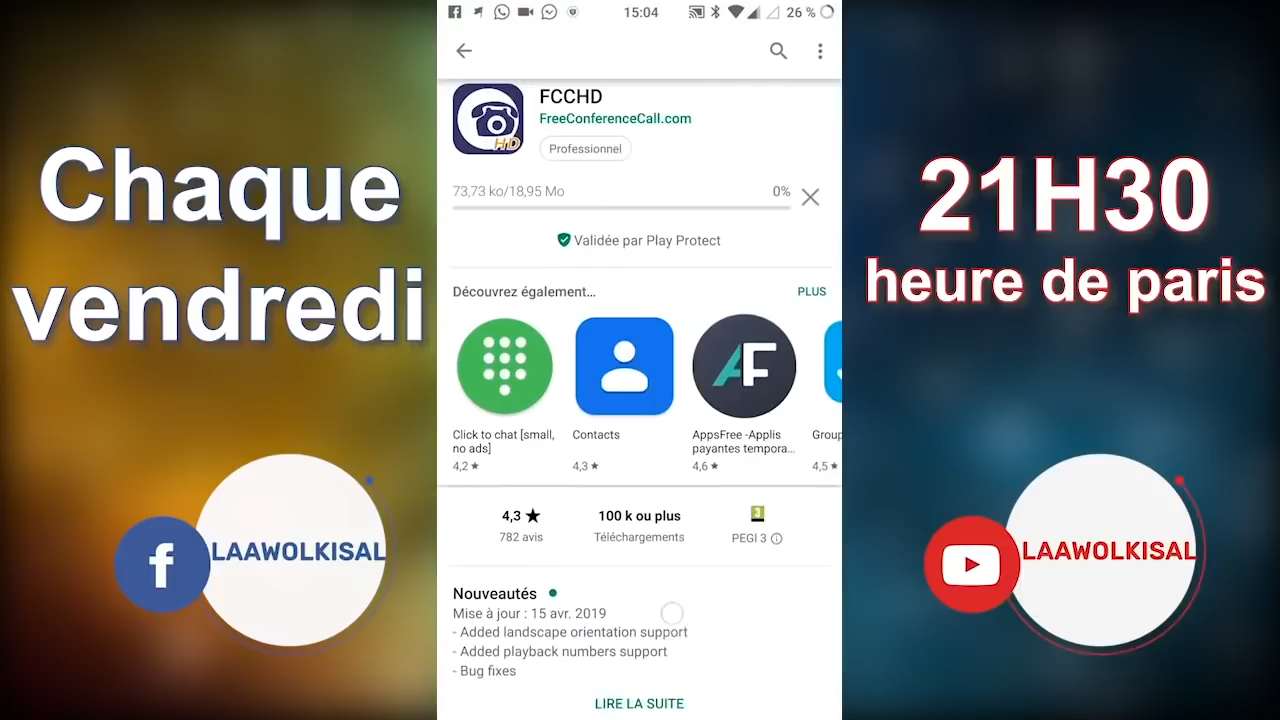 Chaque
vendredi
f
LAAWOLKISAL
15:04
26 %
FCCHD
HD
FreeConferenceCall.com
Professionnel
73,73 ko/18,95 Mo
0%
Validée par Play Protect
Découvrez également...
PLUS
AF
Click to chat [small,
no ads]
4,2 ★
Contacts
4,3 ★
AppsFree -Applis
payantes tempora...
4,6 ★
Group
4,5 ★
4,3 ★
782 avis
100 k ou plus
Téléchargements
3
PEGI 3
Nouveautés
Mise à jour : 15 avr. 2019
- Added landscape orientation support
- Added playback numbers support
- Bug fixes
LIRE LA SUITE
21H30
heure de paris
LAAWOLKISAL